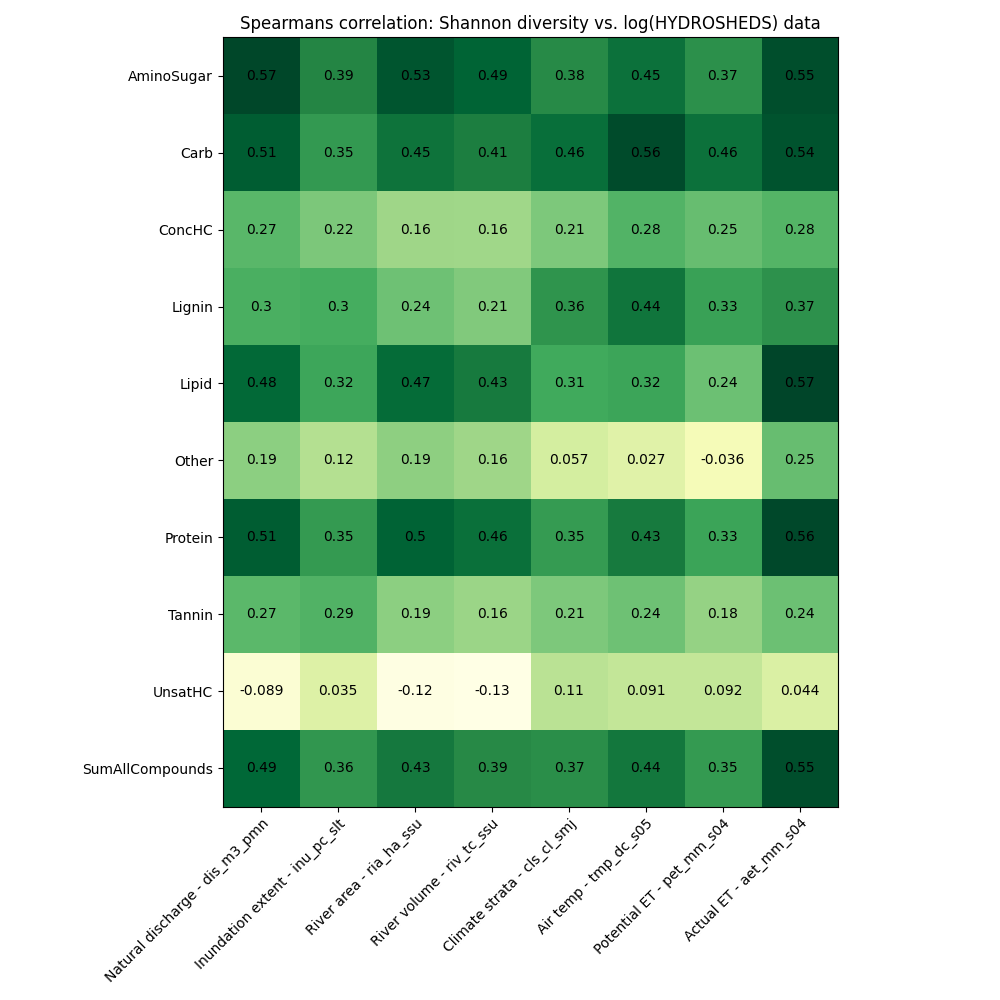 Spearmans correlation: Shannon diversity vs. log(HYDROSHEDS) data
AminoSugar 0.57 0.39 0.53 0.49 0.38 0.45 0.37 0.55
Carb 0.51 0.35 0.45 0.41 0.46 0.56 0.46 0.54
ConcHC 0.27 0.22 0.16 0.16 0.21 0.28 0.25 0.28
Lignin 0.3 0.3 0.24 0.21 0.36 0.44 0.33 0.37
Lipid 0.48 0.32 0.47 0.43 0.31 0.32 0.24 0.57
Other 0.19 0.12 0.19 0.16 0.057 0.027 -0.036 0.25
Protein 0.51 0.35 0.5 0.46 0.35 0.43 0.33 0.56
Tannin 0.27 0.29 0.19 0.16 0.21 0.24 0.18 0.24
UnsatHC -0.089 0.035 -0.12 -0.13 0.11 0.091 0.092 0.044
SumAllCompounds 0.49 0.36 0.43 0.39 0.37 0.44 0.35 0.55
Natural discharge - dis_m3_pmn
Inundation extent - inu_pc_slt
River area - ria_ha_ssu
River volume - riv_tc_ssu
Climate strata - cls_cl_smj
Air temp - tmp_dc_s05
Potential ET - pet_mm_s04
Actual ET - aet_mm_s04